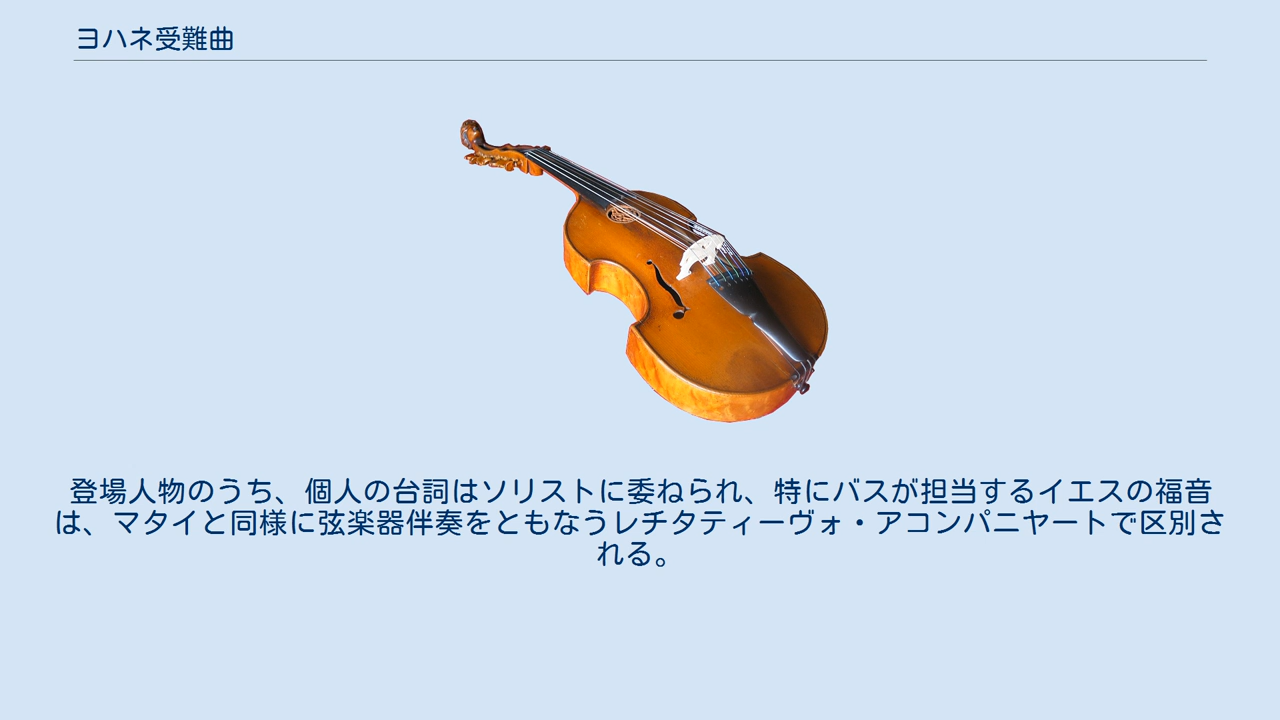 ヨハネ受難曲
登場人物のうち、個人の台詞はソリストに委ねられ、特にバスが担当するイエスの福音
は、マタイと同様に弦楽器伴奏をともなうレチタティーヴォ・アコンパニヤートで区別さ
れる。